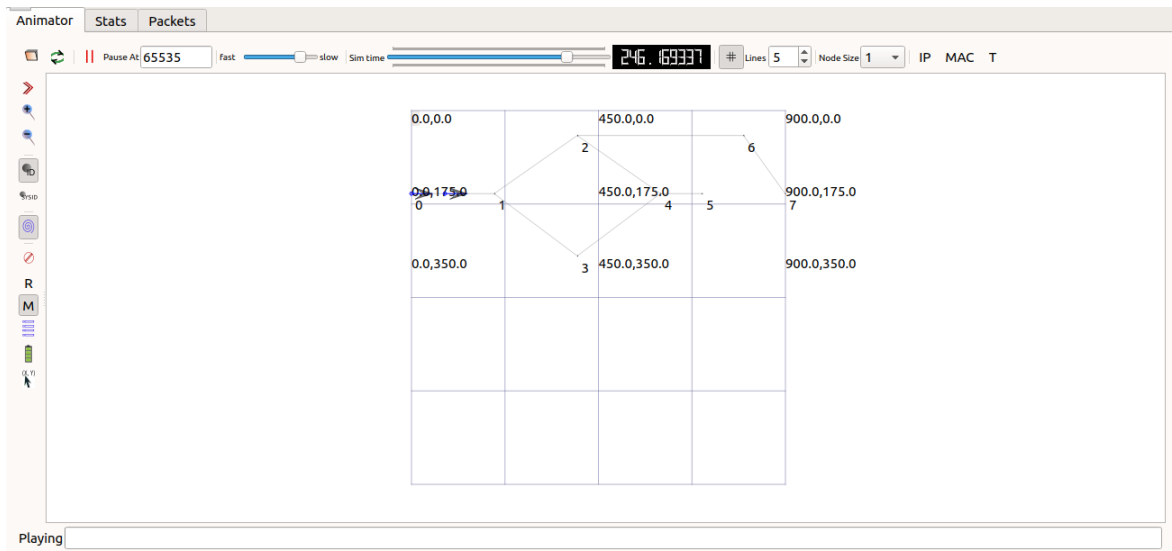 Animator Stats Packets
Pause At 65535 fast slow Sim time 246.169337 # Lines 5 Node Size 1 IP MAC T
0.0,0.0 450.0,0.0 900.0,0.0
2 6
ID
SYSID
0.0,175.0 450.0,175.0 900.0,175.0
0 1 4 5 7
0.0,350.0 3 450.0,350.0 900.0,350.0
R
M
(X,Y)
Playing